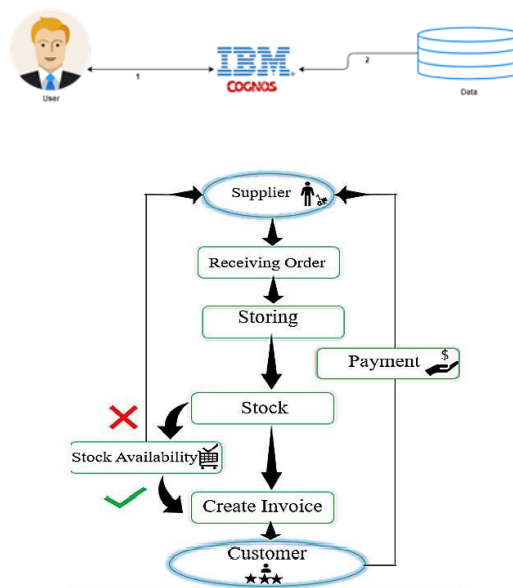 IBM
COGNOS
1
2
User
Data
Supplier
Receiving Order
Storing
Payment
$
Stock
Stock Availability
Create Invoice
Customer